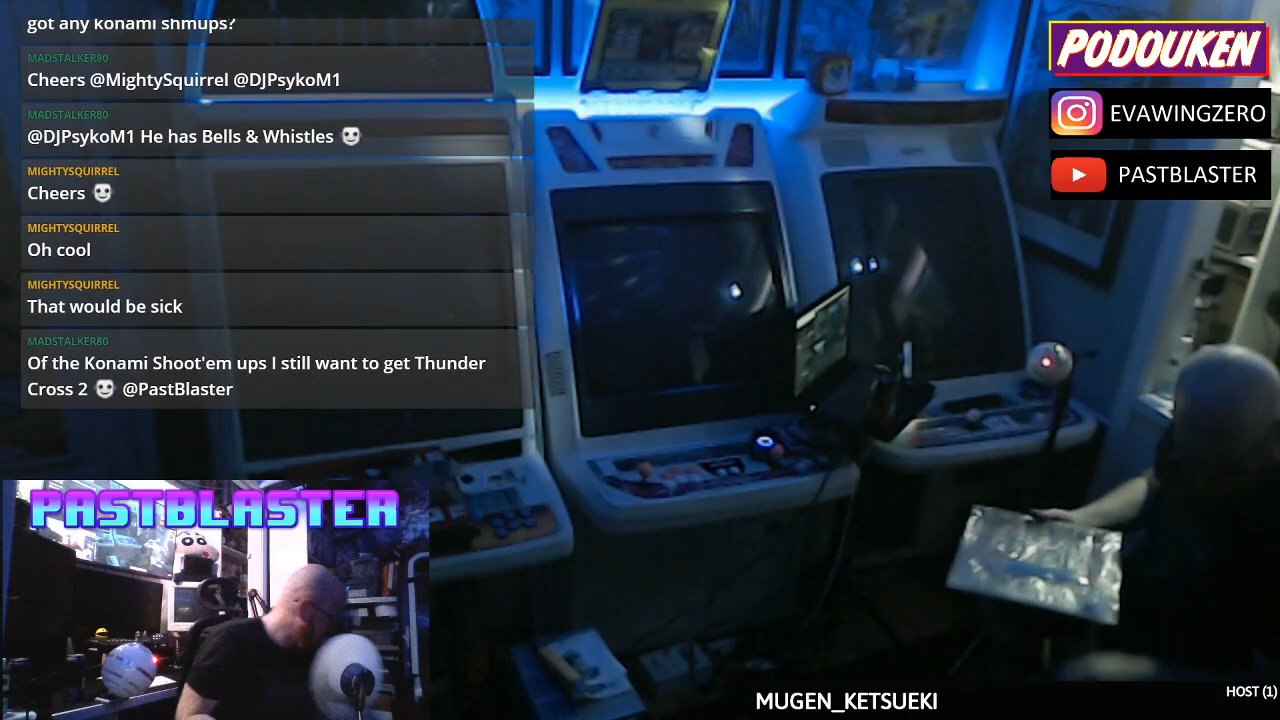 got any konami shmups?
MADSTALKER80
Cheers @MightySquirrel @DJPsykoM1
MADSTALKER80
@DJPsykoM1 He has Bells & Whistles
MIGHTYSQUIRREL
Cheers
MIGHTYSQUIRREL
Oh cool
MIGHTYSQUIRREL
That would be sick
MADSTALKER80
Of the Konami Shoot'em ups I still want to get Thunder
Cross 2 @PastBlaster
PODOUKEN
EVAWINGZERO
PASTBLASTER
PASTBLASTER
MUGEN_KETSUEKI
HOST (1)